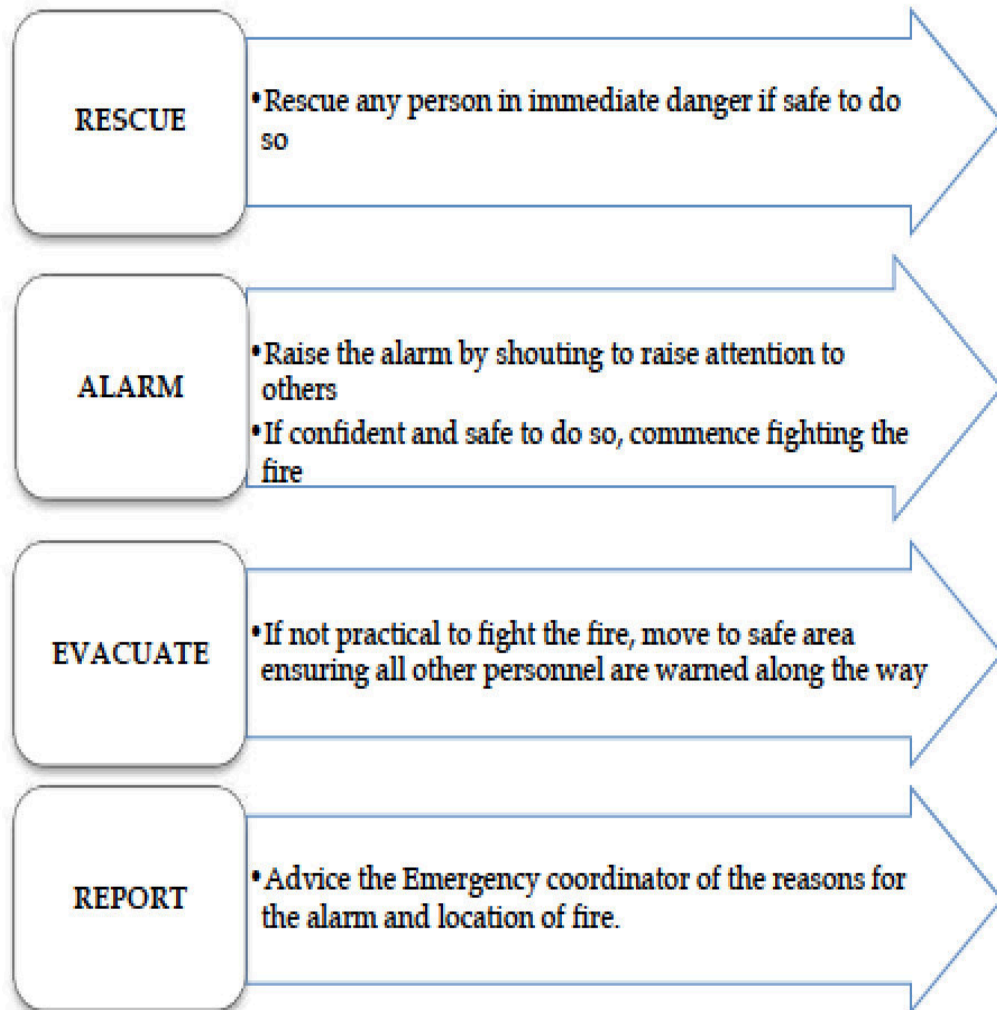 RESCUE
•Rescue any person in immediate danger if safe to do
so
ALARM
•Raise the alarm by shouting to raise attention to
others
•If confident and safe to do so, commence fighting the
fire
EVACUATE
•If not practical to fight the fire, move to safe area
ensuring all other personnel are warned along the way
REPORT
•Advice the Emergency coordinator of the reasons for
the alarm and location of fire.